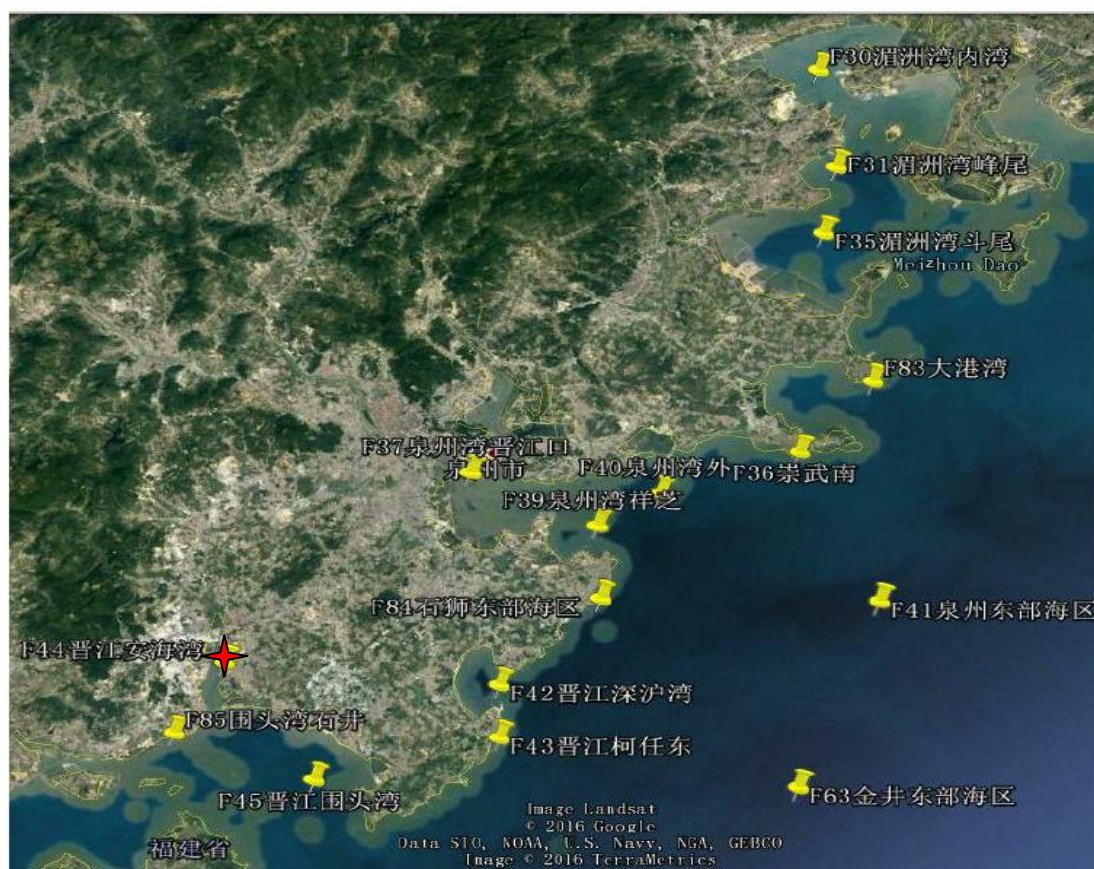 F30湄洲湾内湾
F31湄洲湾峰尾
F35湄洲湾斗尾
Meizhou Dao
F83大港湾
F37泉州湾晋江口
泉州市
F40泉州湾外
F36崇武南
F39泉州湾祥芝
F84石狮东部海区
F41泉州东部海区
F44晋江安海湾
F42晋江深沪湾
F85围头湾石井
F43晋江柯任东
F45晋江围头湾
F63金井东部海区
Image Landsat
© 2016 Google
Data SIO, NOAA, U.S. Navy, NGA, GEBCO
Image © 2016 TerraMetrics
福建省